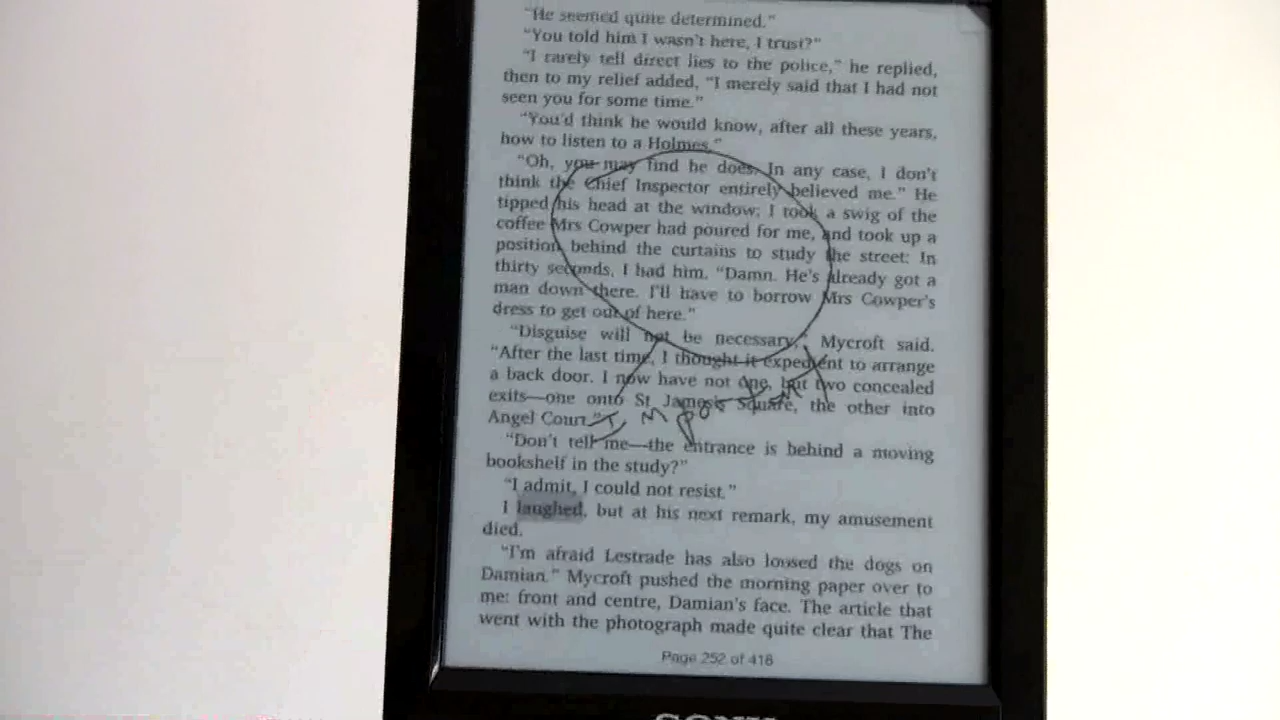 "He seemed quite determined."
"You told him I wasn't here, I trust?"
"I rarely tell direct lies to the police," he replied,
then to my relief added, "I merely said that I had not
seen you for some time."
"You'd think he would know, after all these years,
how to listen to a Holmes."
"Oh, you may find he does. In any case, I don't
think the Chief Inspector entirely believed me." He
tipped his head at the window; I took a swig of the
coffee Mrs Cowper had poured for me, and took up a
position behind the curtains to study the street: In
thirty seconds, I had him. "Damn. He's already got a
man down there. I'll have to borrow Mrs Cowper's
dress to get out of here."
"Disguise will not be necessary," Mycroft said.
"After the last time, I thought it expedient to arrange
a back door. I now have not one, but two concealed
exits—one onto St James's Square, the other into
Angel Court."
"Don't tell me—the entrance is behind a moving
bookshelf in the study?"
"I admit, I could not resist."
I laughed, but at his next remark, my amusement
died.
"I'm afraid Lestrade has also loosed the dogs on
Damian." Mycroft pushed the morning paper over to
me: front and centre, Damian's face. The article that
went with the photograph made quite clear that The
Page 252 of 418
SONY